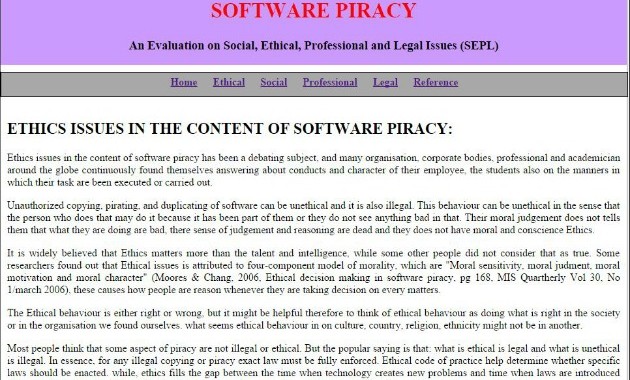 SOFTWARE PIRACY
An Evaluation on Social, Ethical, Professional and Legal Issues (SEPL)
Home Ethical Social Professional Legal Reference
ETHICS ISSUES IN THE CONTENT OF SOFTWARE PIRACY:
Ethics issues in the content of software piracy has been a debating subject, and many organisation, corporate bodies, professional and academician
around the globe continuously found themselves answering about conducts and character of their employee, the students also on the manners in
which their task are been executed or carried out.
Unauthorized copying, pirating, and duplicating of software can be unethical and it is also illegal. This behaviour can be unethical in the sense that
the person who does that may do it because it has been part of them or they do not see anything bad in that. Their moral judgement does not tells
them that what they are doing are bad, there sense of judgement and reasoning are dead and they does not have moral and conscience Ethics.
It is widely behoved that Ethics matters more than the talent and intelligence, while some other people did not consider that as true. Some
researchers found out that Ethical issues is attributed to four-component model of morality, which are "Moral sensitivity, moral judment, moral
motivation and moral character" (Moores & Chang, 2006, Ethical decision making in software piracy, pg 168, MIS Quartherly Vol 30, No
1/march 2006), these causes how people are reason whenever they are taking decision on every matters.
The Ethical behaviour is either right or wrong, but it might be helpful therefore to think of ethical behaviour as doing what is right in the society
or in the organisation we found ourselves. what seems ethical behaviour in on culture, country, religion, ethnicity might not be in another.
Most people think that some aspect of piracy are not illegal or ethical. But the popular saying is that: what is ethical is legal and what is unethical
is illegal. In essence, for any illegal copying or piracy exact law must be fully enforced. Ethical code of practice help determine whether specific
laws should be enacted. while, ethics fills the gap between the time when technology creates new problems and time when laws are introduced